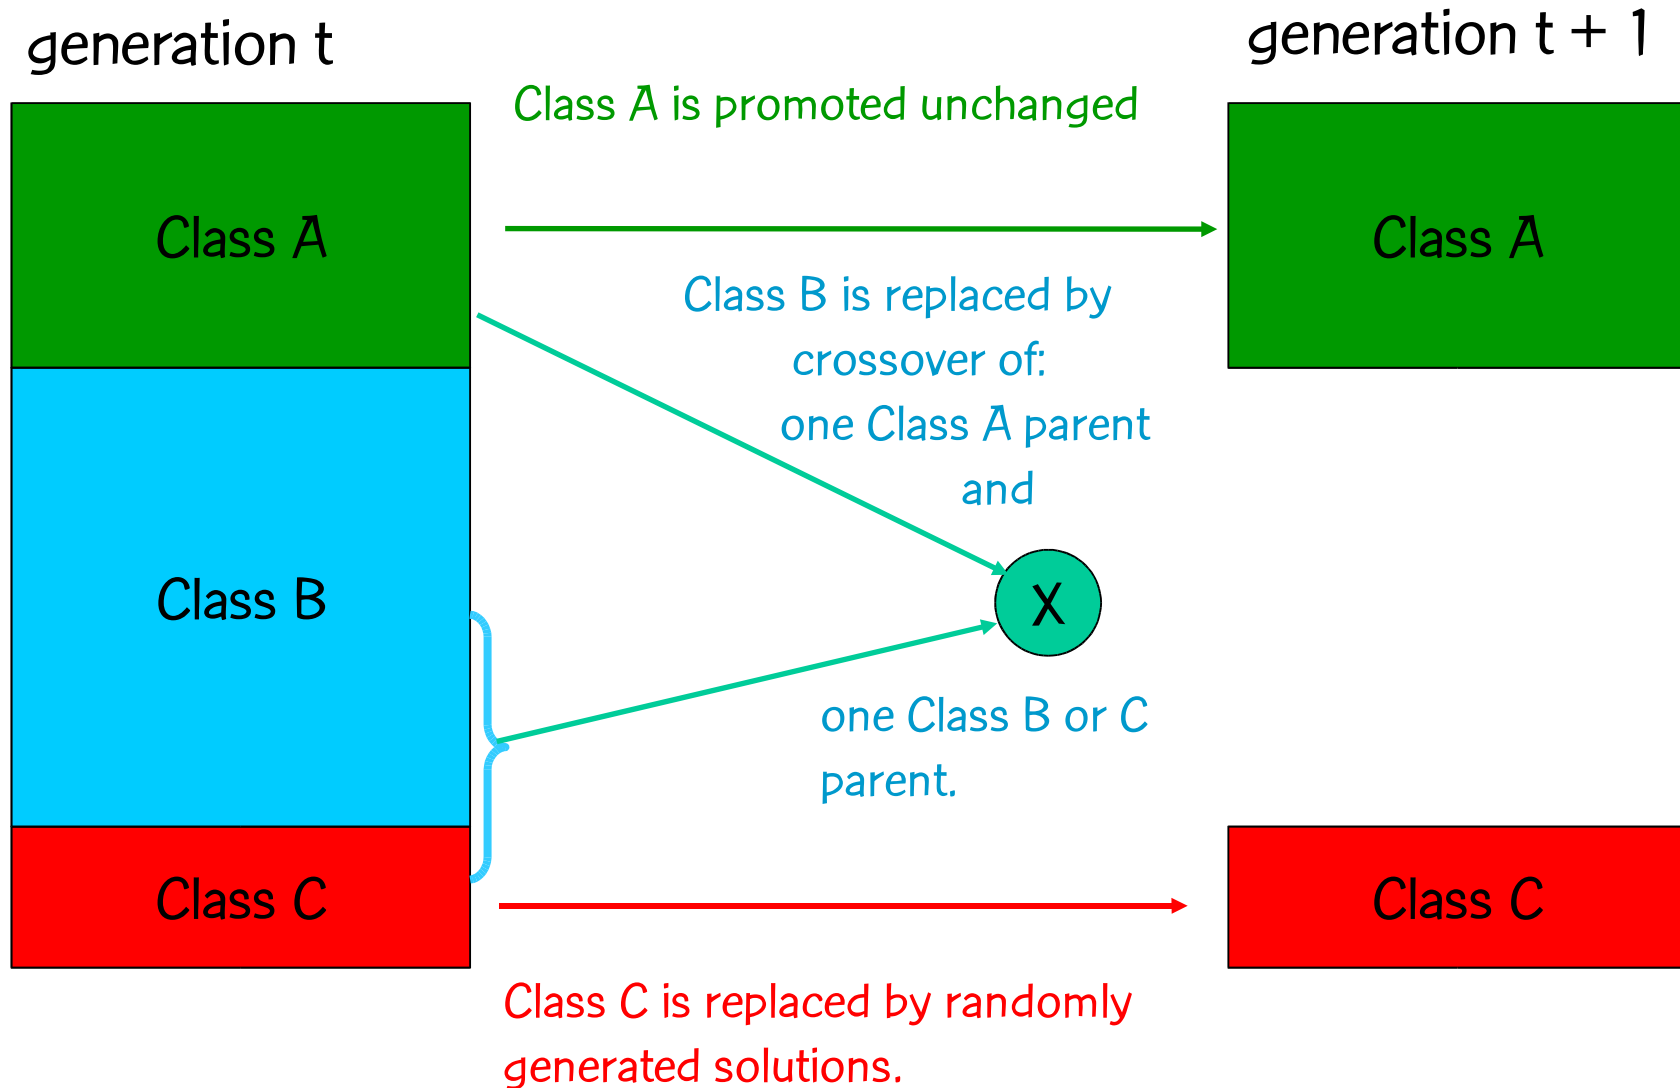 generation t
generation t + 1
Class A is promoted unchanged
Class A
Class A
Class B is replaced by
crossover of:
one Class A parent
and
Class B
X
one Class B or C
parent.
Class C
Class C
Class C is replaced by randomly
generated solutions.